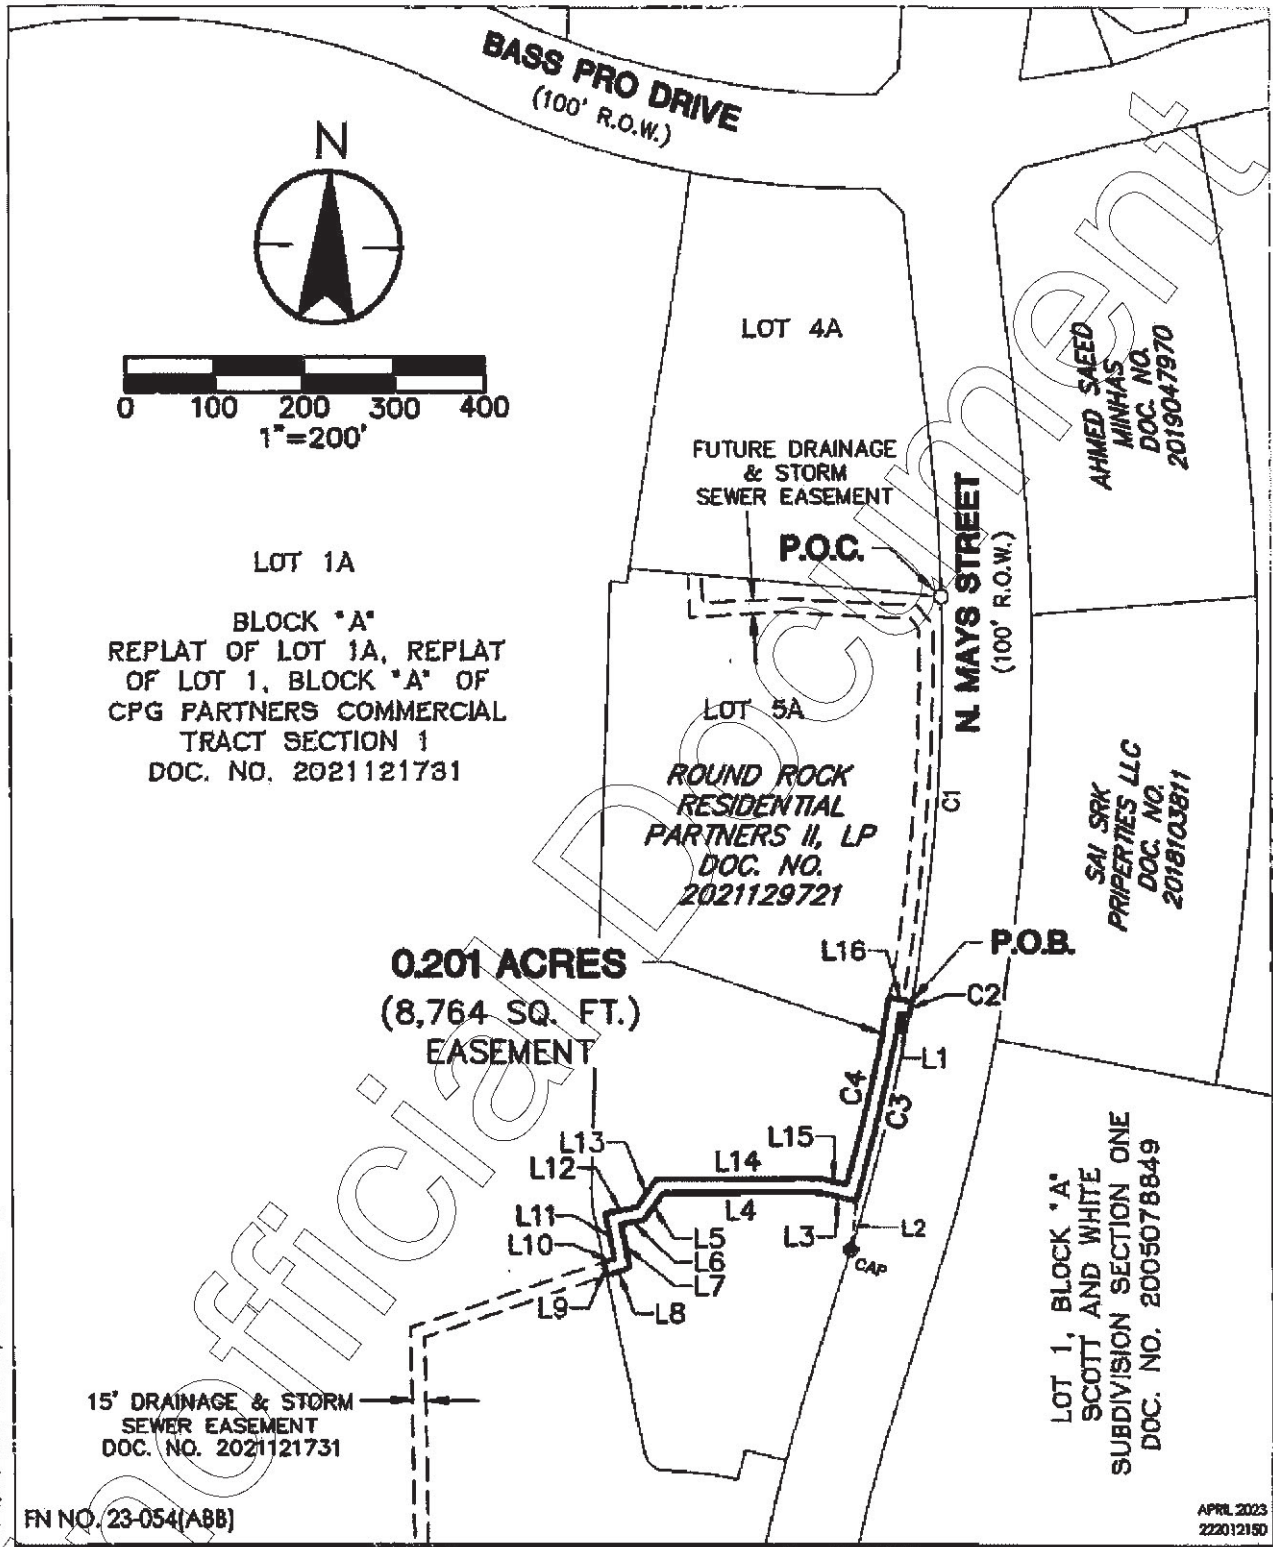 BASS PRO DRIVE
(100' R.O.W.)
N
0 100 200 300 400
1"=200'
LOT 4A
AHMED SAEED
MINHAS
DOC. NO.
2019047970
FUTURE DRAINAGE
& STORM
SEWER EASEMENT
P.O.C.
N. MAYS STREET
(100' R.O.W.)
LOT 1A
BLOCK "A"
REPLAT OF LOT 1A, REPLAT
OF LOT 1, BLOCK "A" OF
CPG PARTNERS COMMERCIAL
TRACT SECTION 1
DOC. NO. 2021121731
LOT 5A
ROUND ROCK
RESIDENTIAL
PARTNERS II, LP
DOC. NO.
2021129721
C1
SAI SRK
PRIPERTIES LLC
DOC. NO.
2018103811
0.201 ACRES
(8,764 SQ. FT.)
EASEMENT
L16
P.O.B.
C2
L1
C4
C3
L15
L14
L13
L12
L11
L10
L9
L8
L7
L6
L5
L4
L3
L2
CAP
LOT 1, BLOCK "A"
SCOTT AND WHITE
SUBDIVISION SECTION ONE
DOC. NO. 2005078849
15' DRAINAGE & STORM
SEWER EASEMENT
DOC. NO. 2021121731
FN NO. 23-054(ABB)
APRIL 2023
222012150
nofficial Document